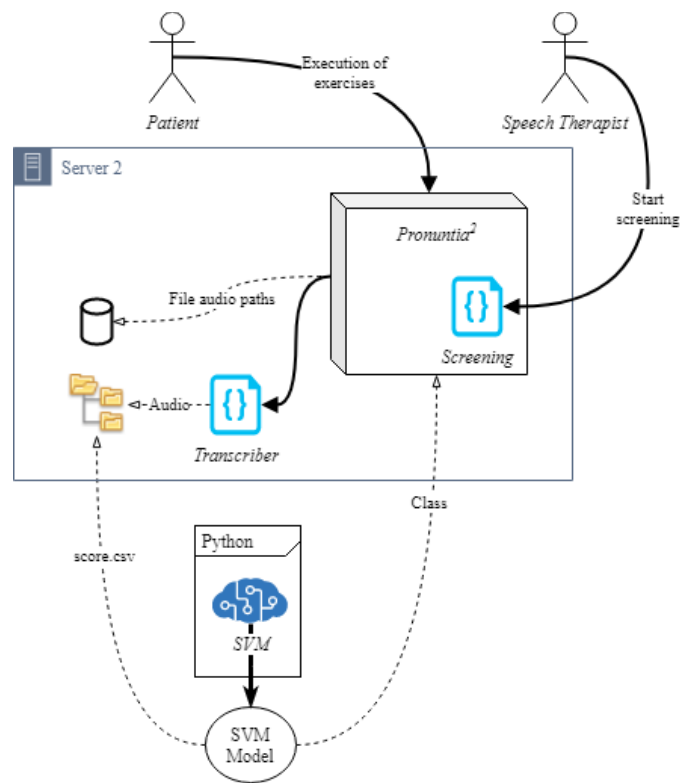 Execution of
exercises
Patient
Speech Therapist
Server 2
Start
screening
Pronuntia²
File audio paths
{}
Screening
{}
Audio
Transcriber
Class
score.csv
Python
SVM
SVM
Model